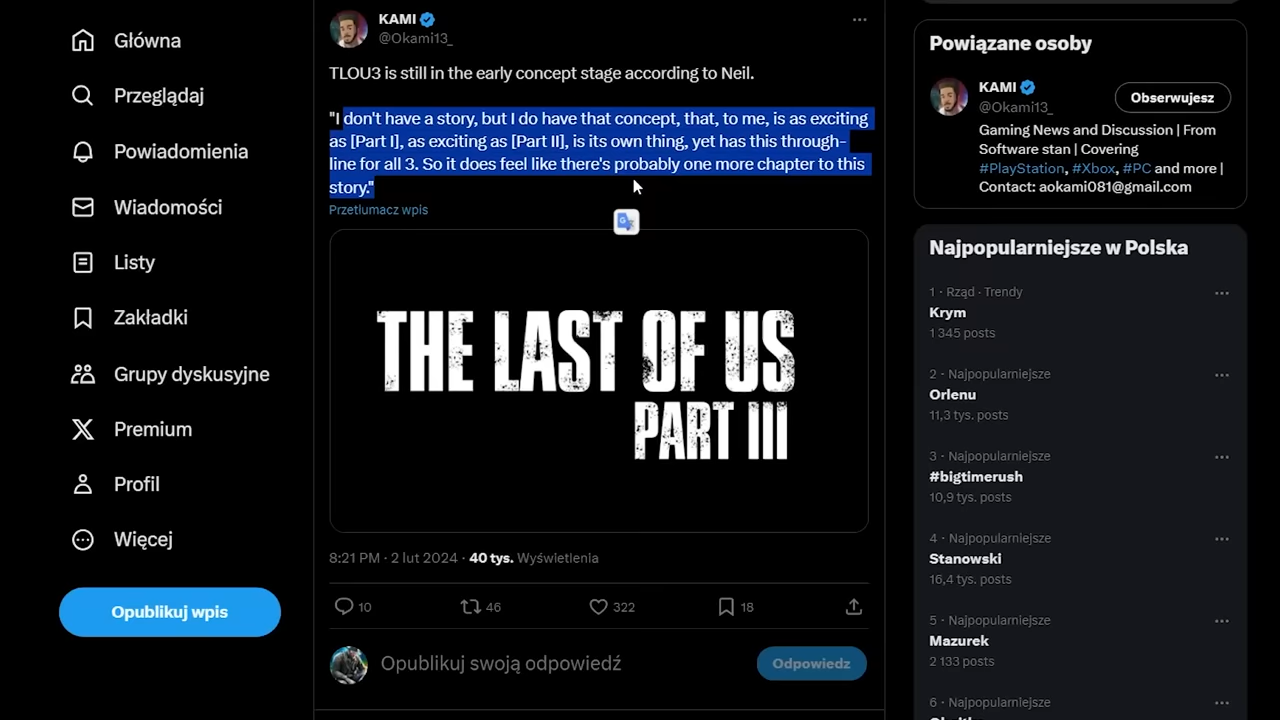 Główna
Przeglądaj
Powiadomienia
Wiadomości
Listy
Zakładki
Grupy dyskusyjne
Premium
Profil
Więcej
Opublikuj wpis
KAMI
@Okami13_
TLOU3 is still in the early concept stage according to Neil.
"I don't have a story, but I do have that concept, that, to me, is as exciting
as [Part I], as exciting as [Part II], is its own thing, yet has this through-
line for all 3. So it does feel like there's probably one more chapter to this
story."
Przetłumacz wpis
THE LAST OF US
PART III
8:21 PM · 2 lut 2024 · 40 tys. Wyświetlenia
10 46 322 18
Opublikuj swoją odpowiedź
Odpowiedz
Powiązane osoby
KAMI
@Okami13_
Obserwujesz
Gaming News and Discussion | From
Software stan | Covering
#PlayStation, #Xbox, #PC and more |
Contact: aokami081@gmail.com
Najpopularniejsze w Polska
1 · Rząd · Trendy
Krym
1 345 posts
2 · Najpopularniejsze
Orlenu
11,3 tys. posts
3 · Najpopularniejsze
#bigtimerush
10,9 tys. posts
4 · Najpopularniejsze
Stanowski
16,4 tys. posts
5 · Najpopularniejsze
Mazurek
2 133 posts
6 · Najpopularniejsze